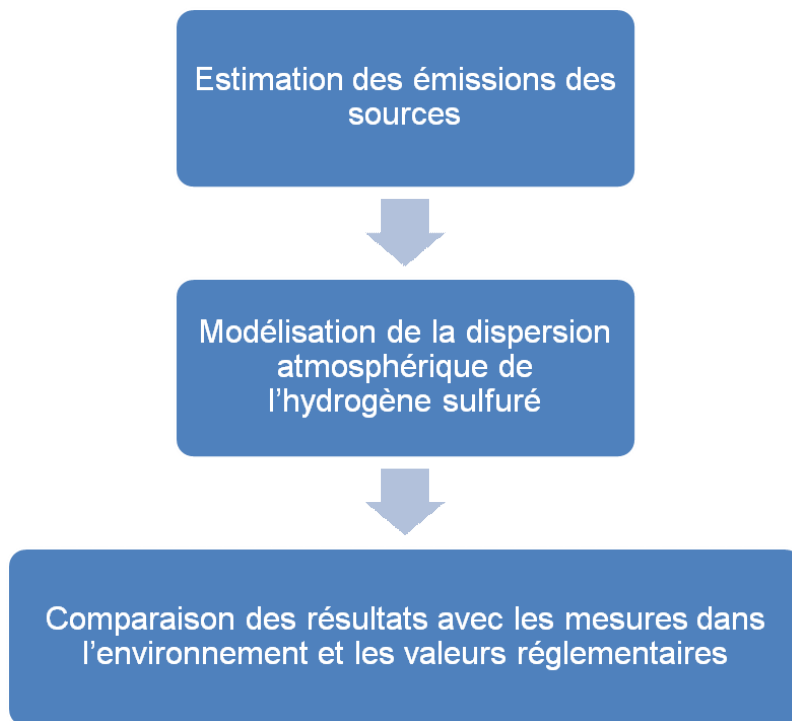 Estimation des émissions des
sources
Modélisation de la dispersion
atmosphérique de
l'hydrogène sulfuré
Comparaison des résultats avec les mesures dans
l'environnement et les valeurs réglementaires